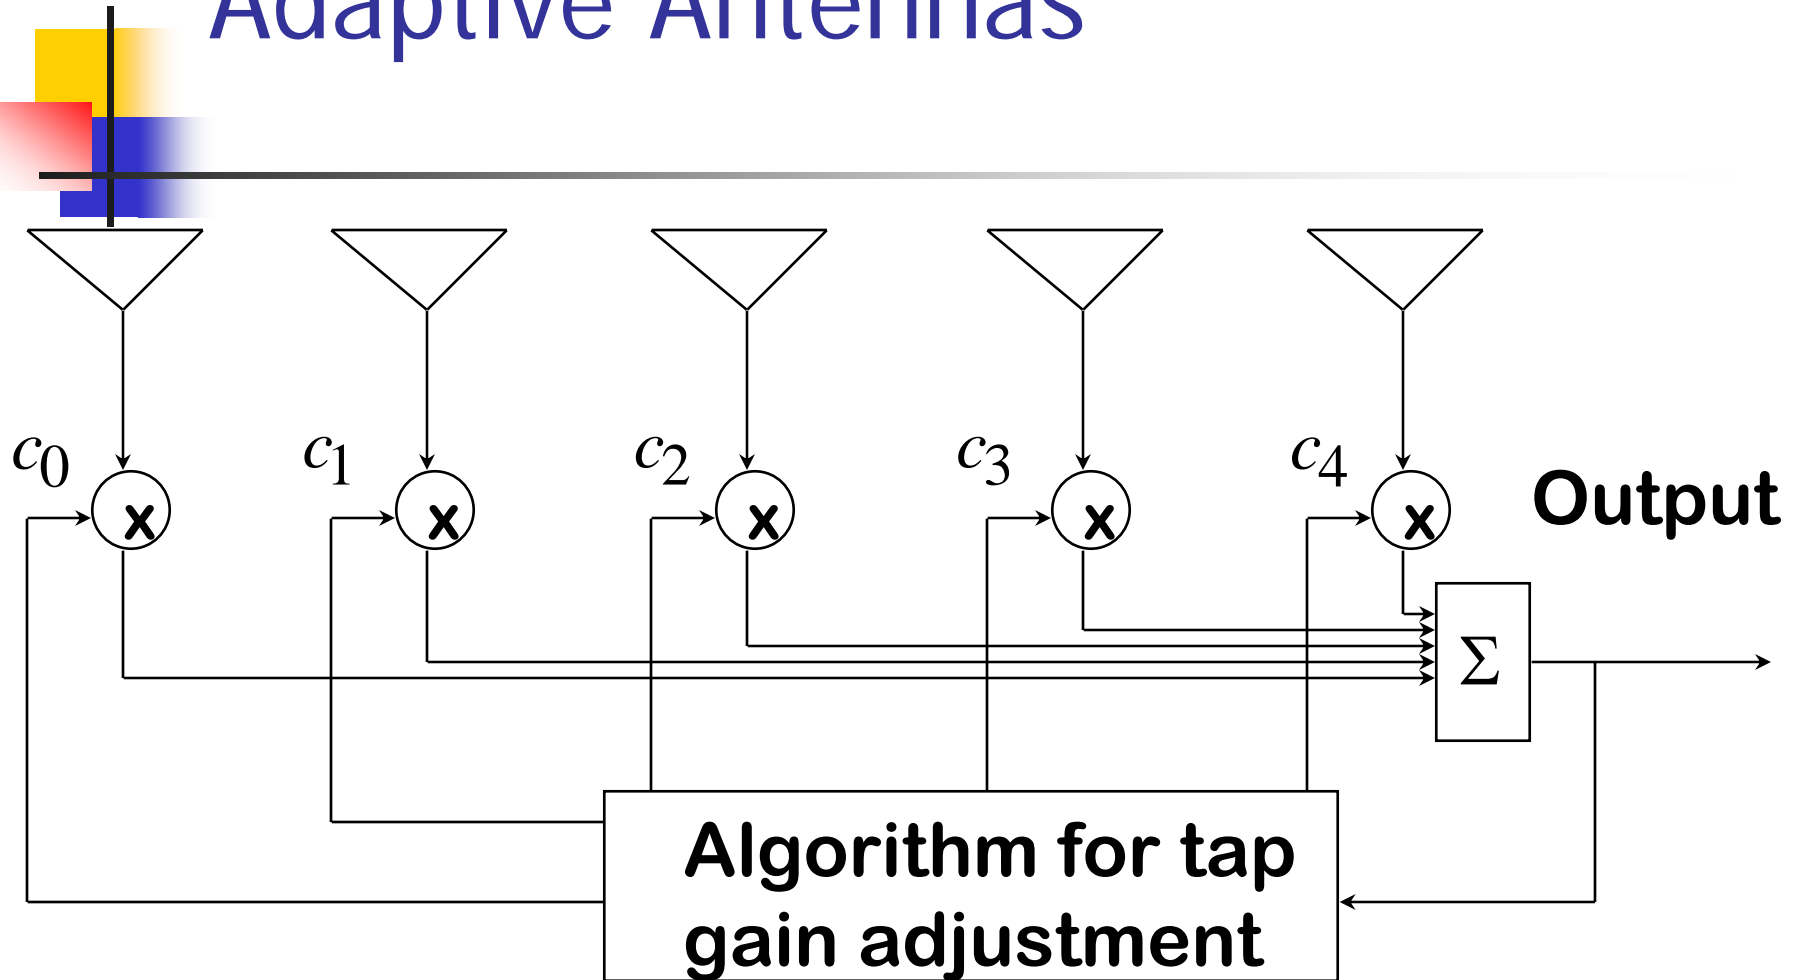 Adaptive Antennas
c0 c1 c2 c3 c4
x x x x x
Output
Σ
Algorithm for tap
gain adjustment